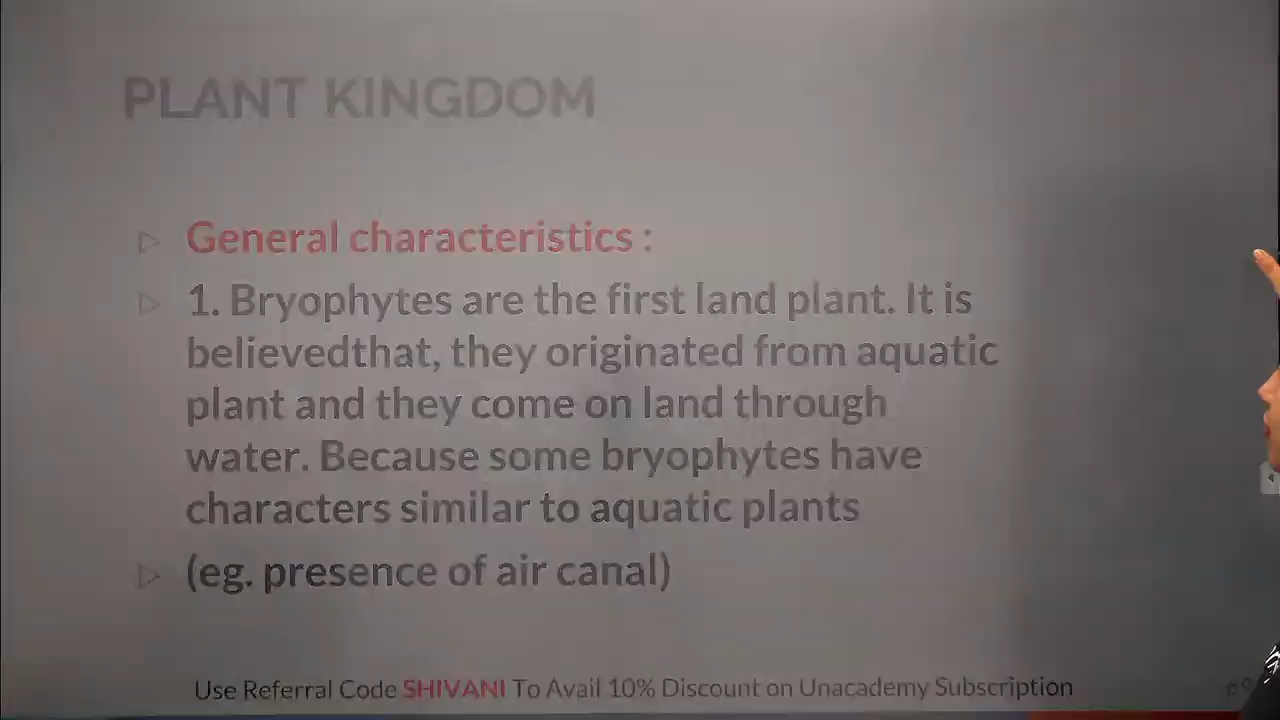 PLANT KINGDOM
General characteristics :
1. Bryophytes are the first land plant. It is
believedthat, they originated from aquatic
plant and they come on land through
water. Because some bryophytes have
characters similar to aquatic plants
(eg. presence of air canal)
Use Referral Code SHIVANI To Avail 10% Discount on Unacademy Subscription